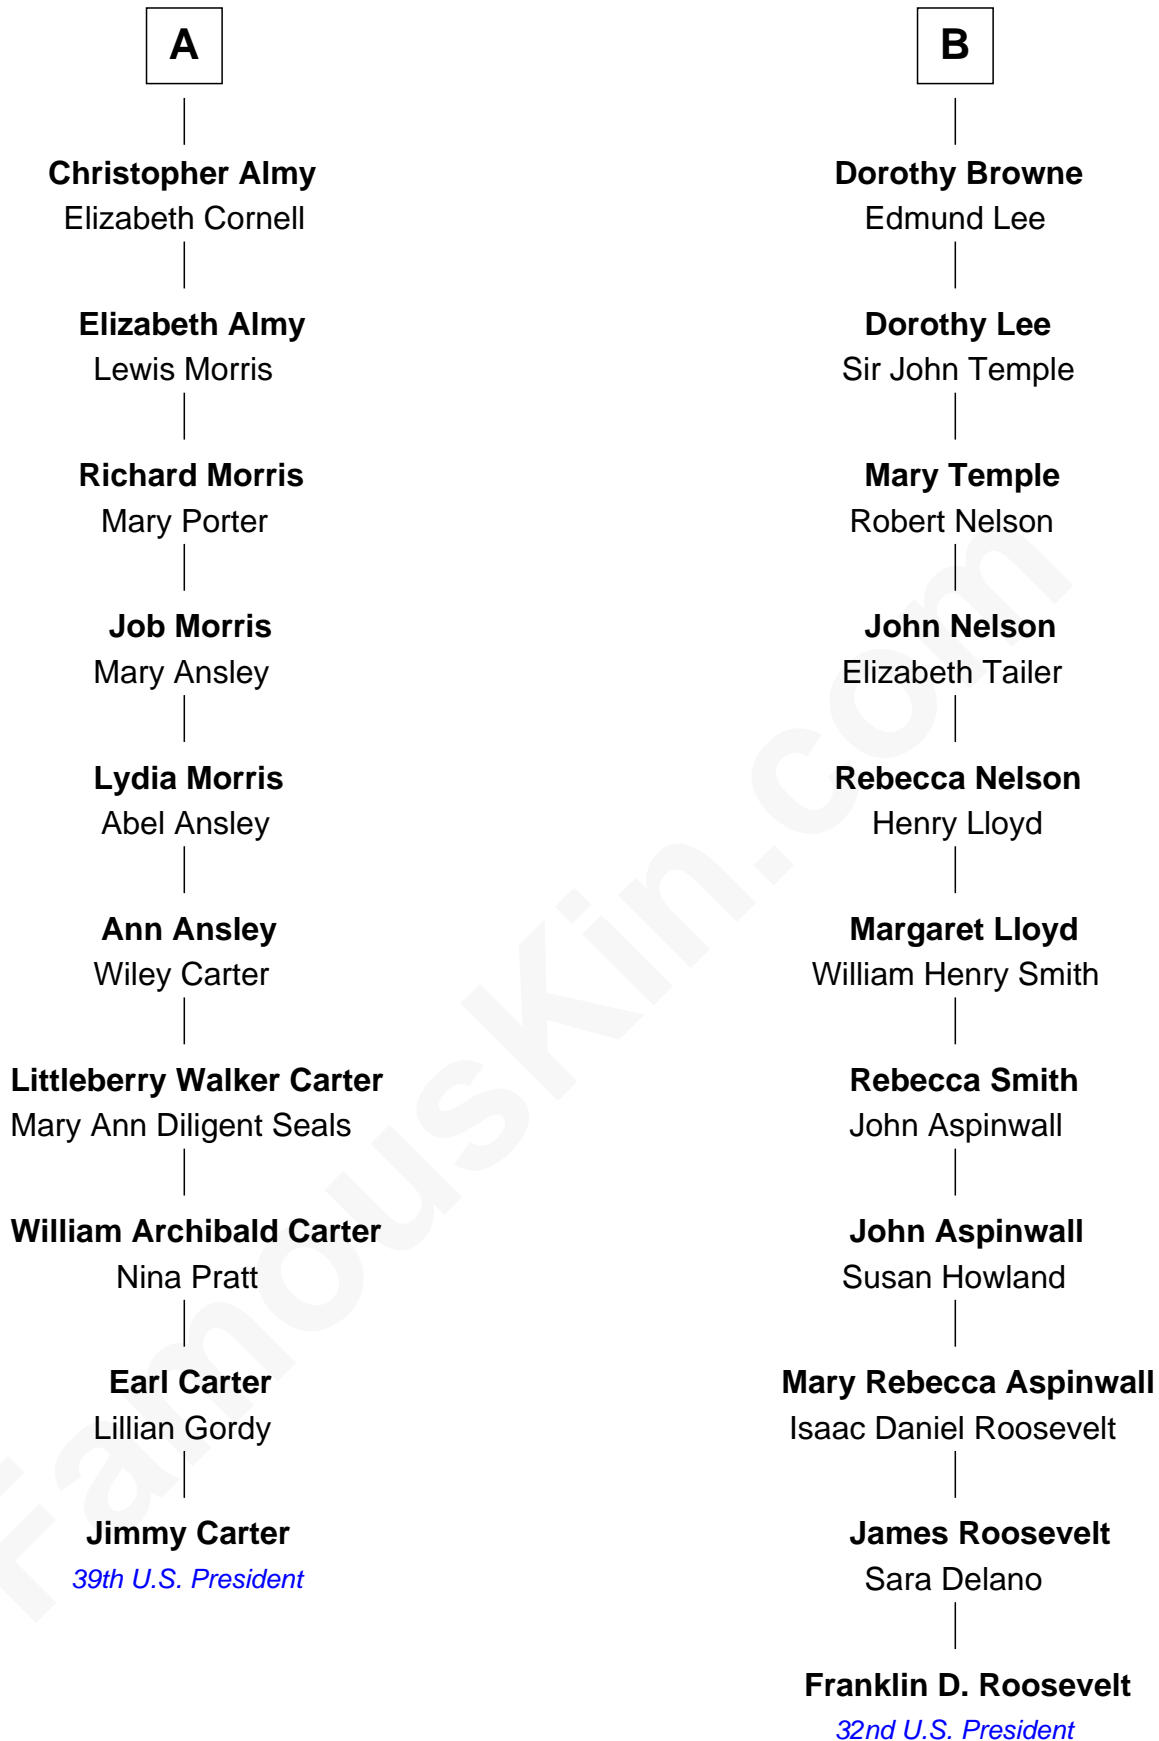 A
Christopher Almy
Elizabeth Cornell
Elizabeth Almy
Lewis Morris
Richard Morris
Mary Porter
Job Morris
Mary Ansley
Lydia Morris
Abel Ansley
Ann Ansley
Wiley Carter
Littleberry Walker Carter
Mary Ann Diligent Seals
William Archibald Carter
Nina Pratt
Earl Carter
Lillian Gordy
Jimmy Carter
39th U.S. President
B
Dorothy Browne
Edmund Lee
Dorothy Lee
Sir John Temple
Mary Temple
Robert Nelson
John Nelson
Elizabeth Tailer
Rebecca Nelson
Henry Lloyd
Margaret Lloyd
William Henry Smith
Rebecca Smith
John Aspinwall
John Aspinwall
Susan Howland
Mary Rebecca Aspinwall
Isaac Daniel Roosevelt
James Roosevelt
Sara Delano
Franklin D. Roosevelt
32nd U.S. President
FamousKin.com